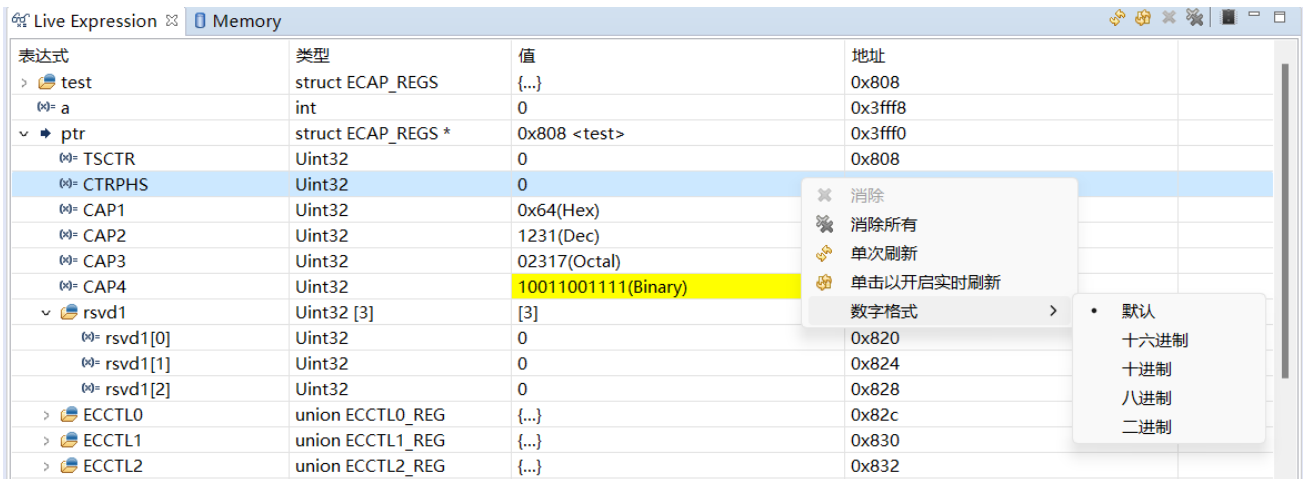 Live Expression Memory
表达式 类型 值 地址
test struct ECAP_REGS {...} 0x808
(x)= a int 0 0x3fff8
ptr struct ECAP_REGS * 0x808 <test> 0x3fff0
(x)= TSCTR Uint32 0 0x808
(x)= CTRPHS Uint32 0
(x)= CAP1 Uint32 0x64(Hex)
(x)= CAP2 Uint32 1231(Dec)
(x)= CAP3 Uint32 02317(Octal)
(x)= CAP4 Uint32 10011001111(Binary)
rsvd1 Uint32 [3] [3]
(x)= rsvd1[0] Uint32 0 0x820
(x)= rsvd1[1] Uint32 0 0x824
(x)= rsvd1[2] Uint32 0 0x828
ECCTL0 union ECCTL0_REG {...} 0x82c
ECCTL1 union ECCTL1_REG {...} 0x830
ECCTL2 union ECCTL2_REG {...} 0x832
消除
消除所有
单次刷新
单击以开启实时刷新
数字格式
默认
十六进制
十进制
八进制
二进制